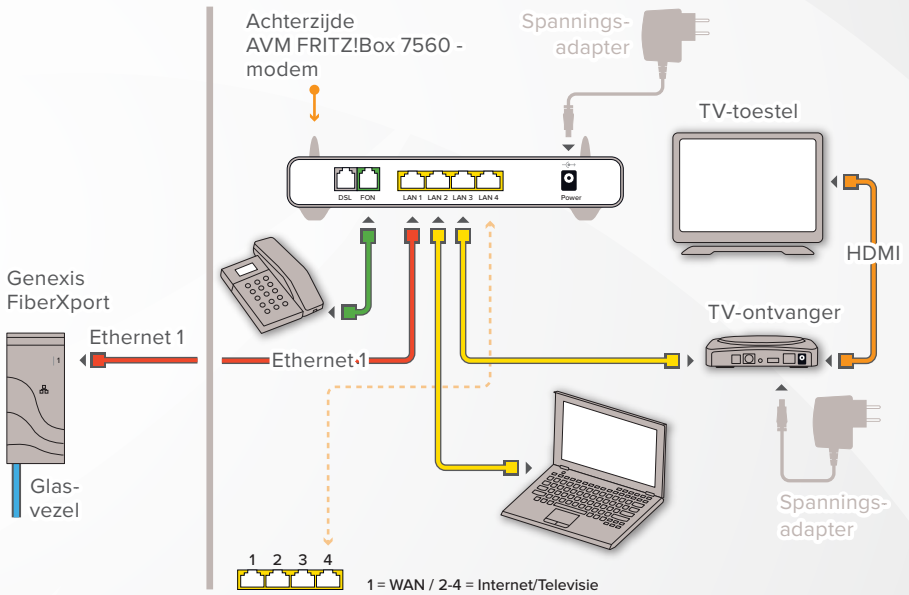 Achterzijde
AVM FRITZ!Box 7560 -
modem
Spannings-
adapter
TV-toestel
DSL FON LAN 1 LAN 2 LAN 3 LAN 4 Power
HDMI
Genexis
FiberXport
TV-ontvanger
Ethernet 1
Ethernet 1
1
Glas-
vezel
Spannings-
adapter
1 2 3 4
1 = WAN / 2-4 = Internet/Televisie